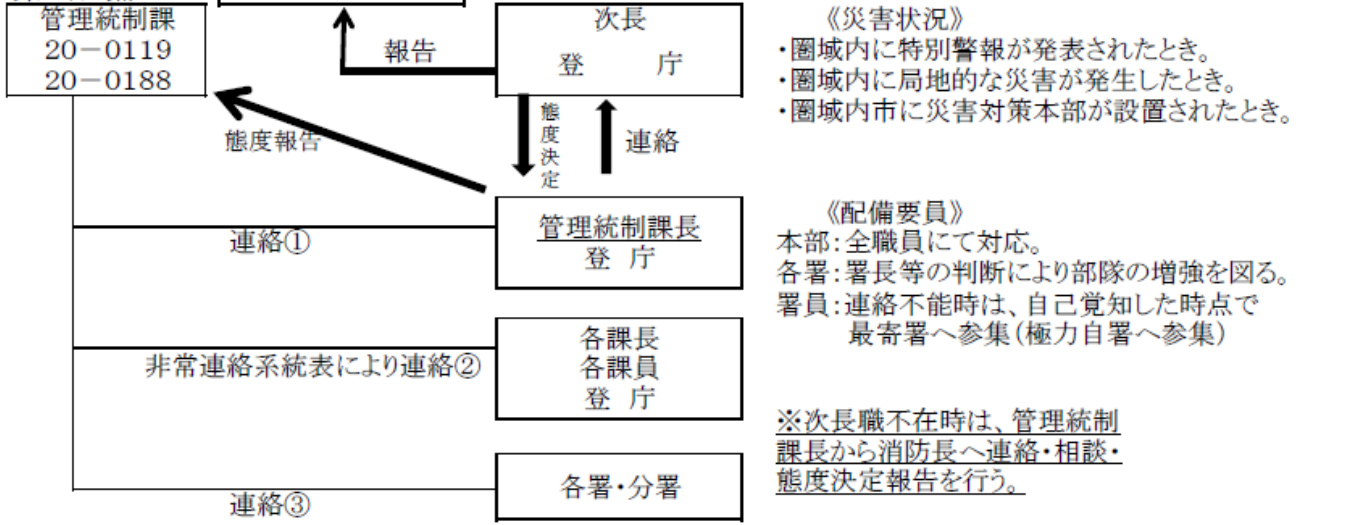 管理統制課
20－0119
20－0188
報告
次長
登　庁
態度決定
連絡
態度報告
管理統制課長
登 庁
連絡①
各課長
各課員
登 庁
非常連絡系統表により連絡②
各署・分署
連絡③
《災害状況》
・圏域内に特別警報が発表されたとき。
・圏域内に局地的な災害が発生したとき。
・圏域内市に災害対策本部が設置されたとき。
《配備要員》
本部：全職員にて対応。
各署：署長等の判断により部隊の増強を図る。
署員：連絡不能時は、自己覚知した時点で
最寄署へ参集（極力自署へ参集）
※次長職不在時は、管理統制
課長から消防長へ連絡・相談・
態度決定報告を行う。